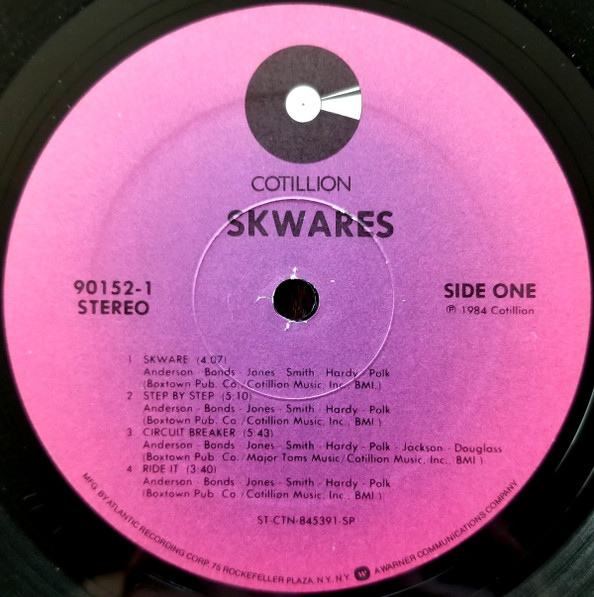 COTILLION
SKWARES
90152-1
STEREO
SIDE ONE
℗ 1984 Cotillion
1 SKWARE (4:07)
Anderson - Bonds - Jones - Smith - Hardy - Polk
(Boxtown Pub. Co./Cotillion Music, Inc., BMI.)
2 STEP BY STEP (5:10)
Anderson - Bonds - Jones - Smith - Hardy - Polk
(Boxtown Pub. Co./Cotillion Music, Inc., BMI)
3 CIRCUIT BREAKER (5:43)
Anderson - Bonds - Jones - Smith - Hardy - Polk - Jackson - Douglass
(Boxtown Pub. Co./Major Toms Music/Cotillion Music, Inc., BMI)
4 RIDE IT (3:40)
Anderson - Bonds - Jones - Smith - Hardy - Polk
(Boxtown Pub. Co./Cotillion Music, Inc., BMI)
ST-CTN-845391-SP
MFG. BY ATLANTIC RECORDING CORP. 75 ROCKEFELLER PLAZA, N.Y. N.Y. W A WARNER COMMUNICATIONS COMPANY